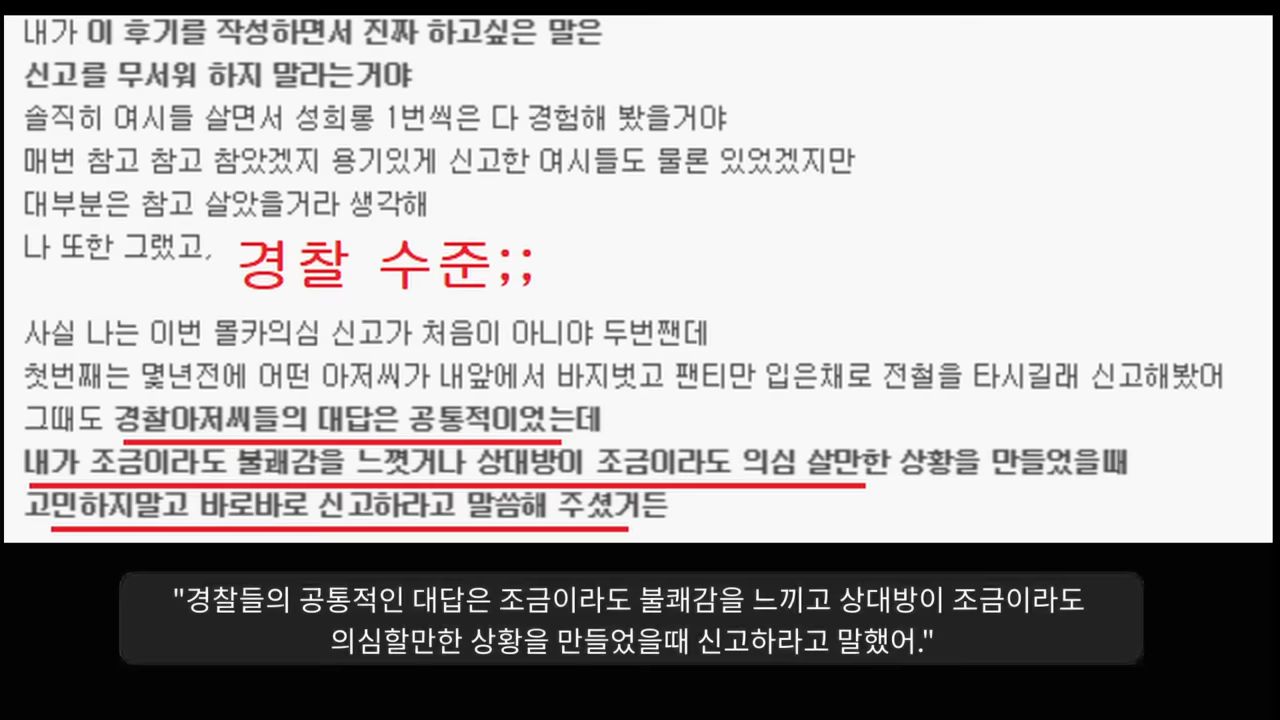 내가 이 후기를 작성하면서 진짜 하고싶은 말은
신고를 무서워 하지 말라는거야
솔직히 여시들 살면서 성희롱 1번씩은 다 경험해 봤을거야
매번 참고 참고 참았겠지 용기있게 신고한 여시들도 물론 있었겠지만
대부분은 참고 살았을거라 생각해
나 또한 그랬고,
경찰 수준;;
사실 나는 이번 몰카의심 신고가 처음이 아니야 두번짼데
첫번째는 몇년전에 어떤 아저씨가 내앞에서 바지벗고 팬티만 입은채로 전철을 타시길래 신고해봤어
그때도 경찰아저씨들의 대답은 공통적이었는데
내가 조금이라도 불쾌감을 느꼈거나 상대방이 조금이라도 의심 살만한 상황을 만들었을때
고민하지말고 바로바로 신고하라고 말씀해 주셨거든
"경찰들의 공통적인 대답은 조금이라도 불쾌감을 느끼고 상대방이 조금이라도
의심할만한 상황을 만들었을때 신고하라고 말했어."